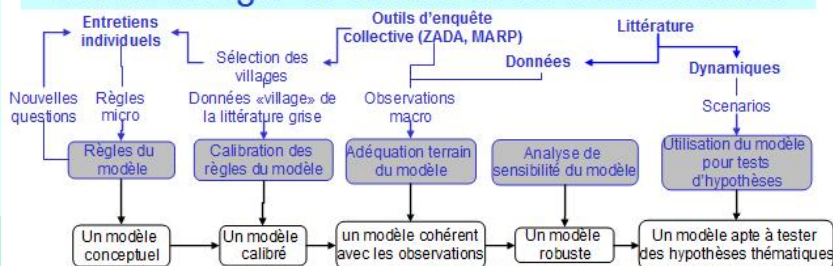 Entretiens
individuels
Outils d'enquête
collective (ZADA, MARP)
Littérature
Sélection des
villages
Données
Dynamiques
Nouvelles
questions
Règles
micro
Données «village» de
la littérature grise
Observations
macro
Scenarios
Règles du
modèle
Calibration des
règles du modèle
Adéquation terrain
du modèle
Analyse de
sensibilité du modèle
Utilisation du modèle
pour tests
d'hypothèses
Un modèle
conceptuel
Un modèle
calibré
un modèle cohérent
avec les observations
Un modèle
robuste
Un modèle apte à tester
des hypothèses thématiques